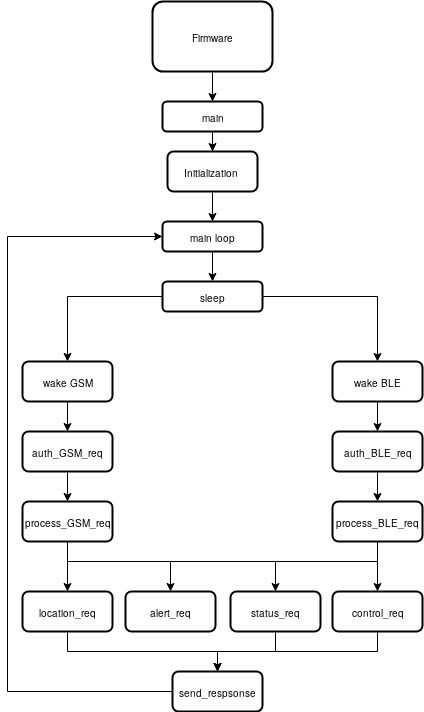 Firmware
main
Initialization
main loop
sleep
wake GSM
wake BLE
auth_GSM_req
auth_BLE_req
process_GSM_req
process_BLE_req
location_req
alert_req
status_req
control_req
send_respsonse